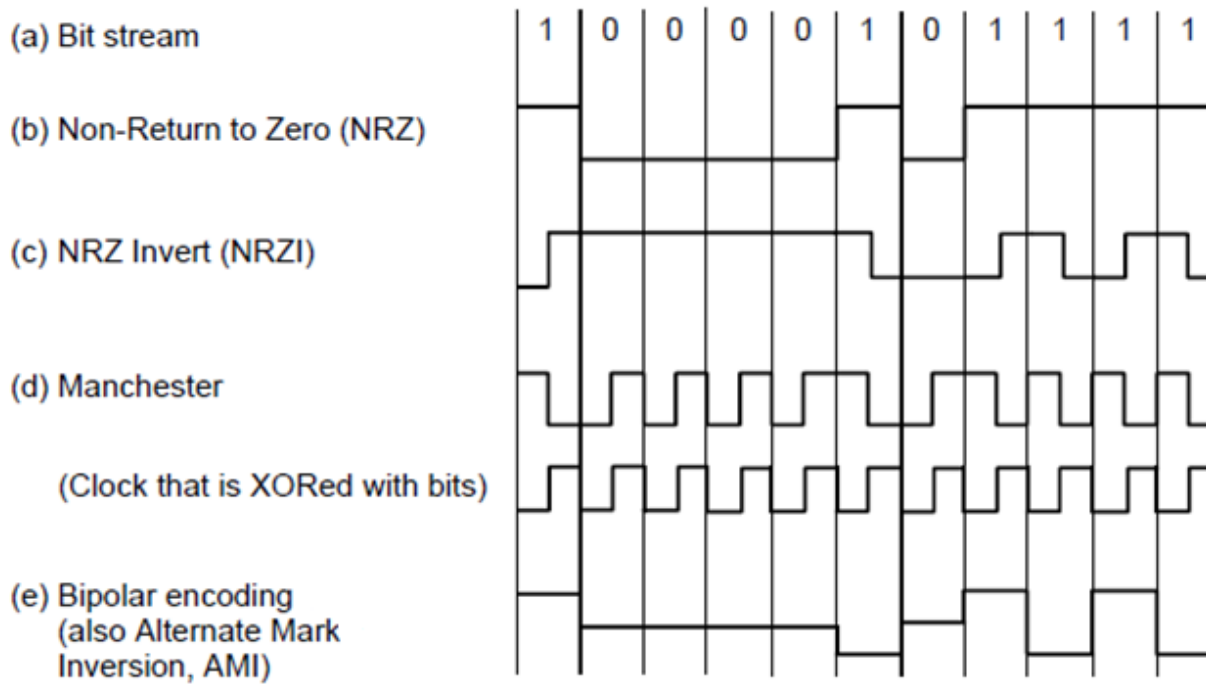 (a) Bit stream 1 0 0 0 0 1 0 1 1 1 1
(b) Non-Return to Zero (NRZ)
(c) NRZ Invert (NRZI)
(d) Manchester
(Clock that is XORed with bits)
(e) Bipolar encoding
(also Alternate Mark
Inversion, AMI)